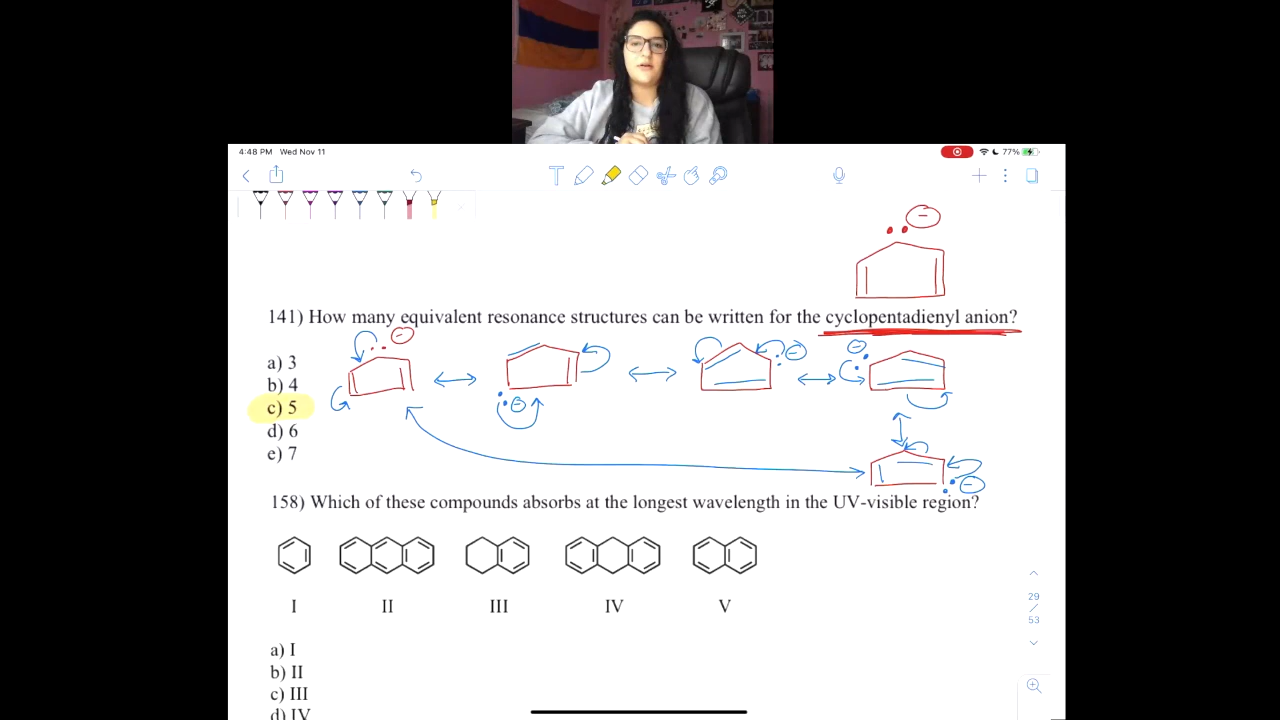 4:48 PM Wed Nov 11
77%
141) How many equivalent resonance structures can be written for the cyclopentadienyl anion?
a) 3
b) 4
c) 5
d) 6
e) 7
158) Which of these compounds absorbs at the longest wavelength in the UV-visible region?
I II III IV V
29
/
53
a) I
b) II
c) III
d) IV